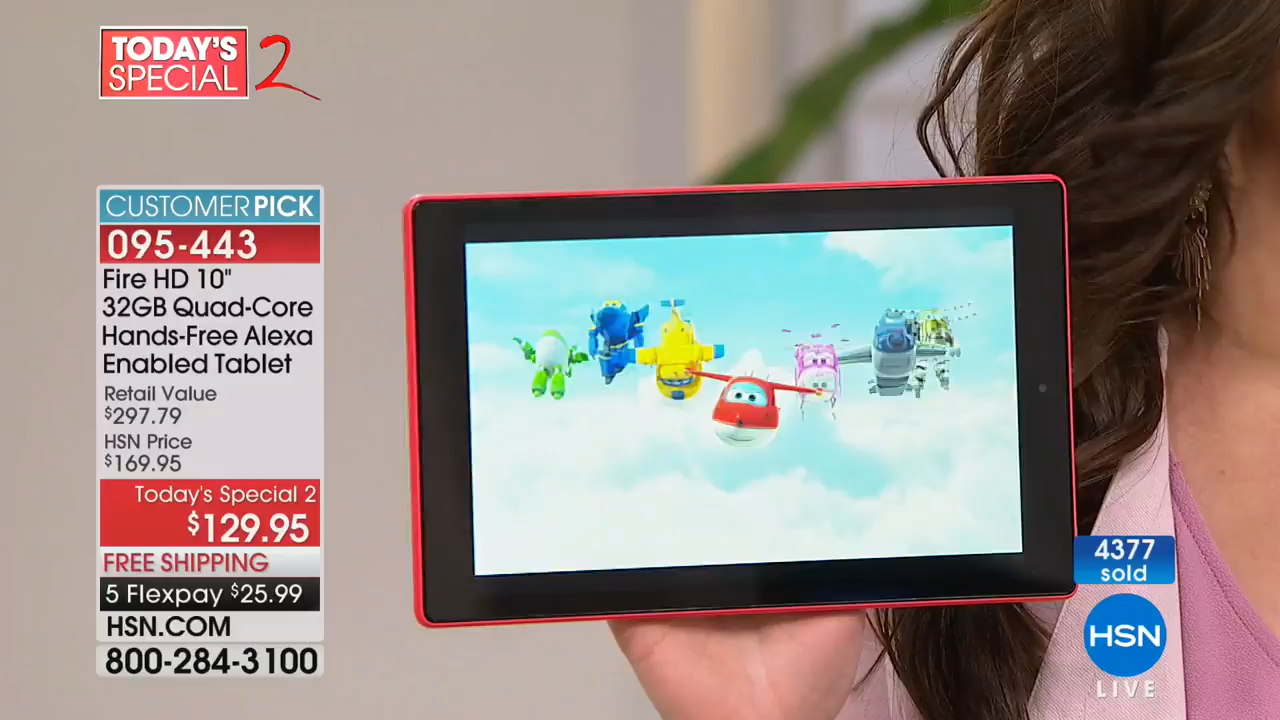 TODAY'S
SPECIAL 2
CUSTOMER PICK
095-443
Fire HD 10"
32GB Quad-Core
Hands-Free Alexa
Enabled Tablet
Retail Value
$297.79
HSN Price
$169.95
Today's Special 2
$129.95
FREE SHIPPING
5 Flexpay $25.99
HSN.COM
800-284-3100
4377
sold
HSN
LIVE